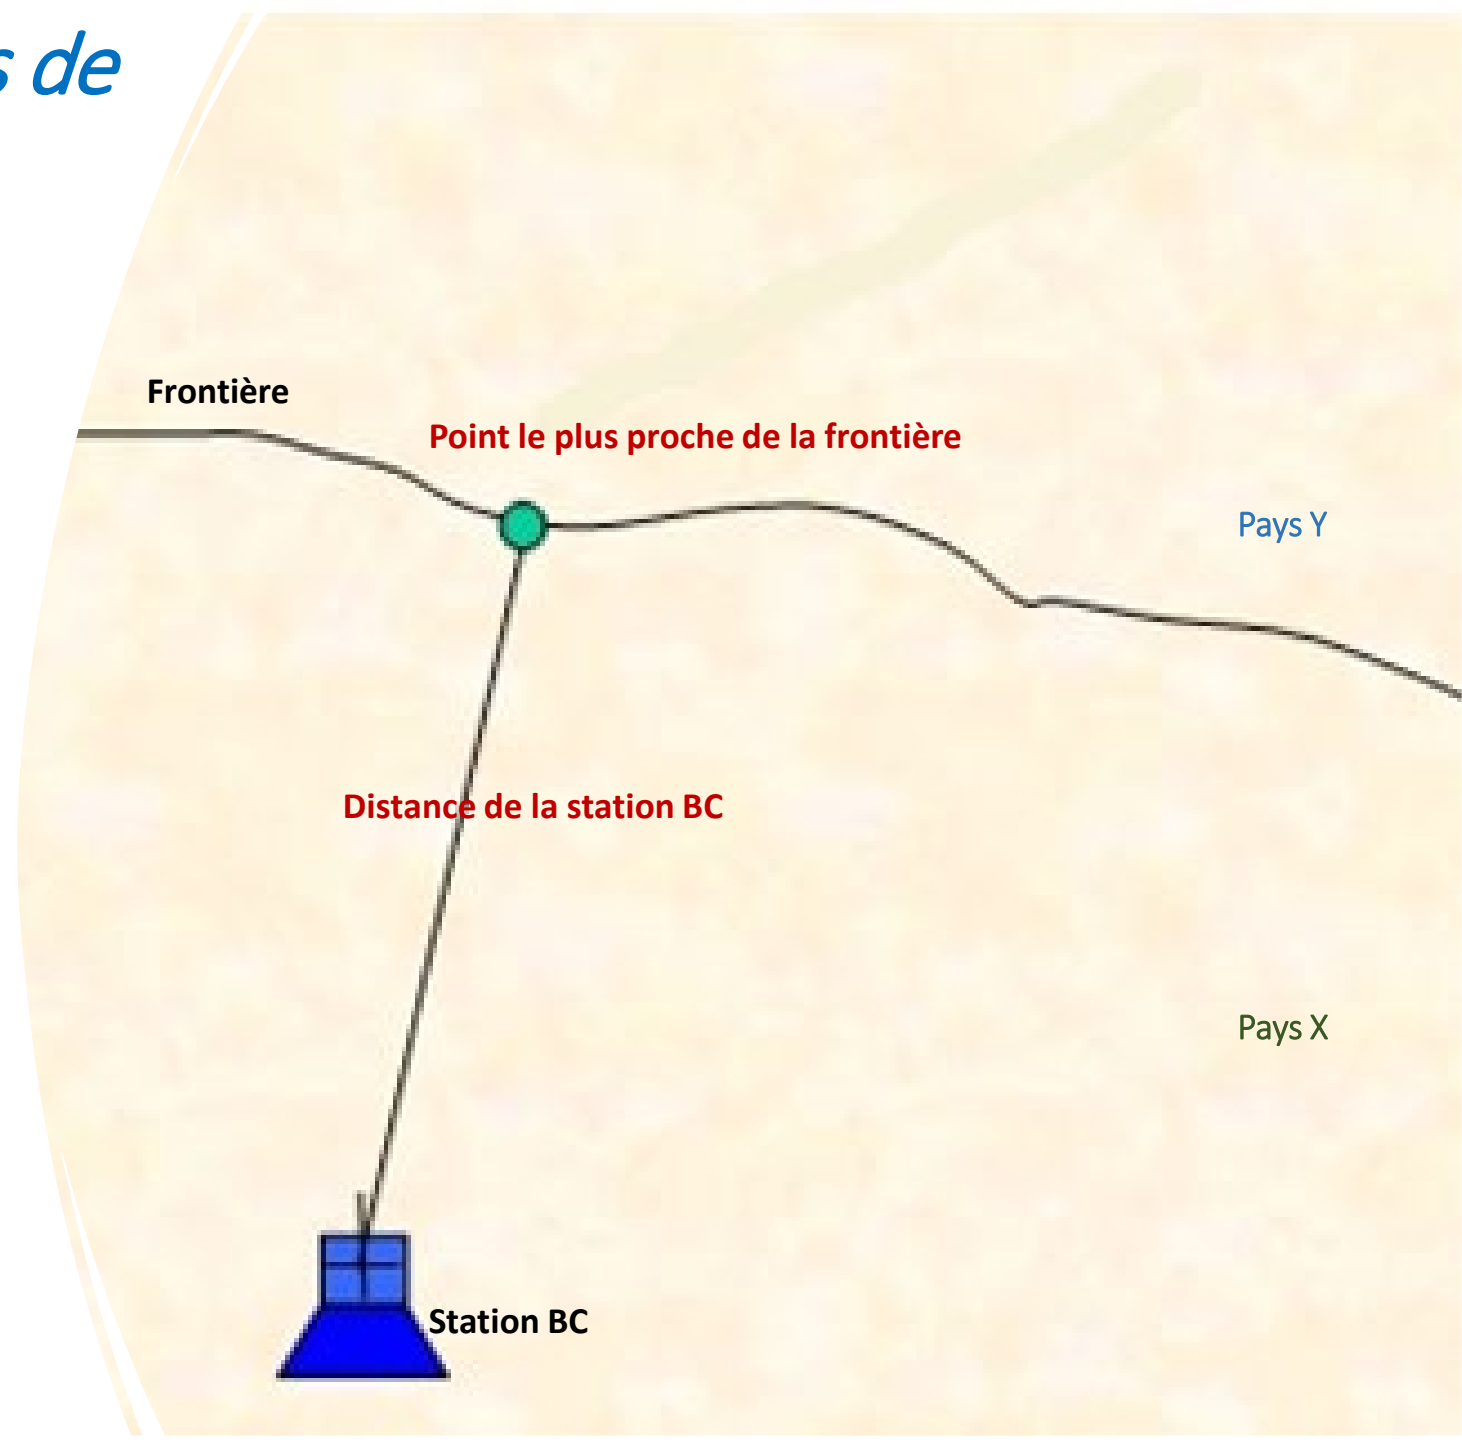 s de
Frontière
Point le plus proche de la frontière
Pays Y
Distance de la station BC
Pays X
Station BC